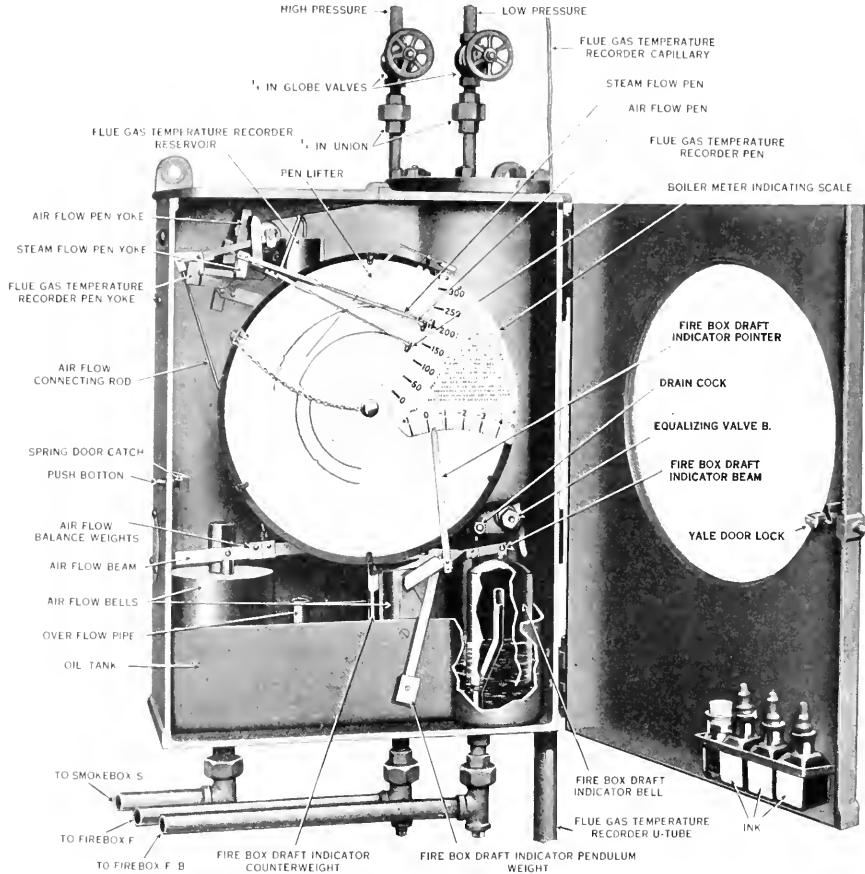 HIGH PRESSURE
LOW PRESSURE
FLUE GAS TEMPERATURE
RECORDER CAPILLARY
IN GLOBE VALVES
STEAM FLOW PEN
AIR FLOW PEN
FLUE GAS TEMPERATURE RECORDER
RESERVOIR
IN UNION
FLUE GAS TEMPERATURE
RECORDER PEN
PEN LIFTER
BOILER METER INDICATING SCALE
AIR FLOW PEN YOKE
STEAM FLOW PEN YOKE
FLUE GAS TEMPERATURE
RECORDER PEN YOKE
300
250
200
150
100
50
0
0 -1 -2 -3
FIRE BOX DRAFT
INDICATOR POINTER
AIR FLOW
CONNECTING ROD
DRAIN COCK
EQUALIZING VALVE B.
SPRING DOOR CATCH
PUSH BOTTON
FIRE BOX DRAFT
INDICATOR BEAM
AIR FLOW
BALANCE WEIGHTS
YALE DOOR LOCK
AIR FLOW BEAM
AIR FLOW BELLS
OVER FLOW PIPE
OIL TANK
TO SMOKEBOX S
TO FIREBOX F
TO FIREBOX F B
FIRE BOX DRAFT
INDICATOR BELL
INK
FLUE GAS TEMPERATURE
RECORDER U-TUBE
FIRE BOX DRAFT INDICATOR
COUNTERWEIGHT
FIRE BOX DRAFT INDICATOR PENDULUM
WEIGHT